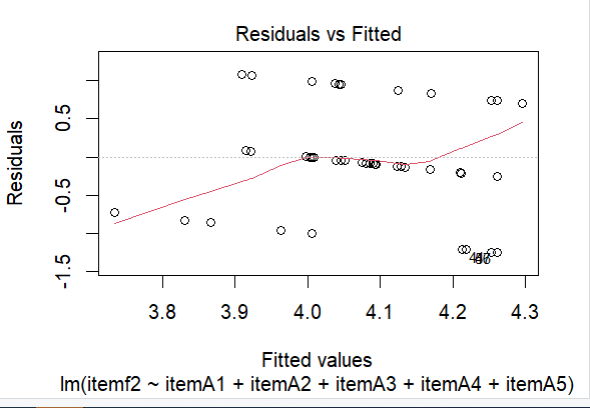 Residuals vs Fitted
Residuals
0.5
-0.5
-1.5
3.8 3.9 4.0 4.1 4.2 4.3
Fitted values
lm(itemf2 ~ itemA1 + itemA2 + itemA3 + itemA4 + itemA5)